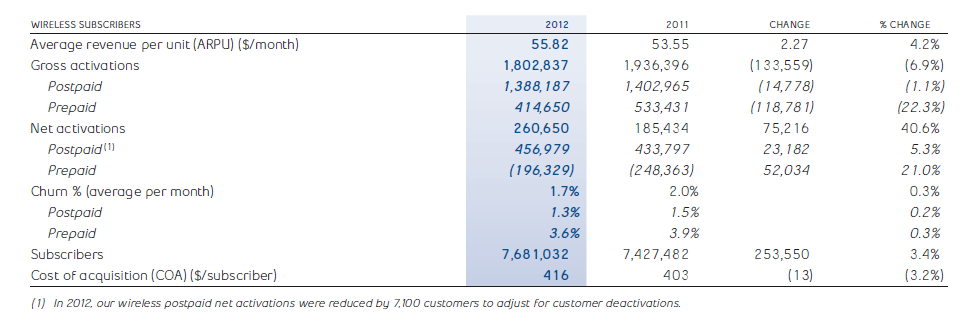 WIRELESS SUBSCRIBERS 2012 2011 CHANGE % CHANGE
Average revenue per unit (ARPU) ($/month) 55.82 53.55 2.27 4.2%
Gross activations 1,802,837 1,936,396 (133,559) (6.9%)
Postpaid 1,388,187 1,402,965 (14,778) (1.1%)
Prepaid 414,650 533,431 (118,781) (22.3%)
Net activations 260,650 185,434 75,216 40.6%
Postpaid (1) 456,979 433,797 23,182 5.3%
Prepaid (196,329) (248,363) 52,034 21.0%
Churn % (average per month) 1.7% 2.0% 0.3%
Postpaid 1.3% 1.5% 0.2%
Prepaid 3.6% 3.9% 0.3%
Subscribers 7,681,032 7,427,482 253,550 3.4%
Cost of acquisition (COA) ($/subscriber) 416 403 (13) (3.2%)
(1) In 2012, our wireless postpaid net activations were reduced by 7,100 customers to adjust for customer deactivations.